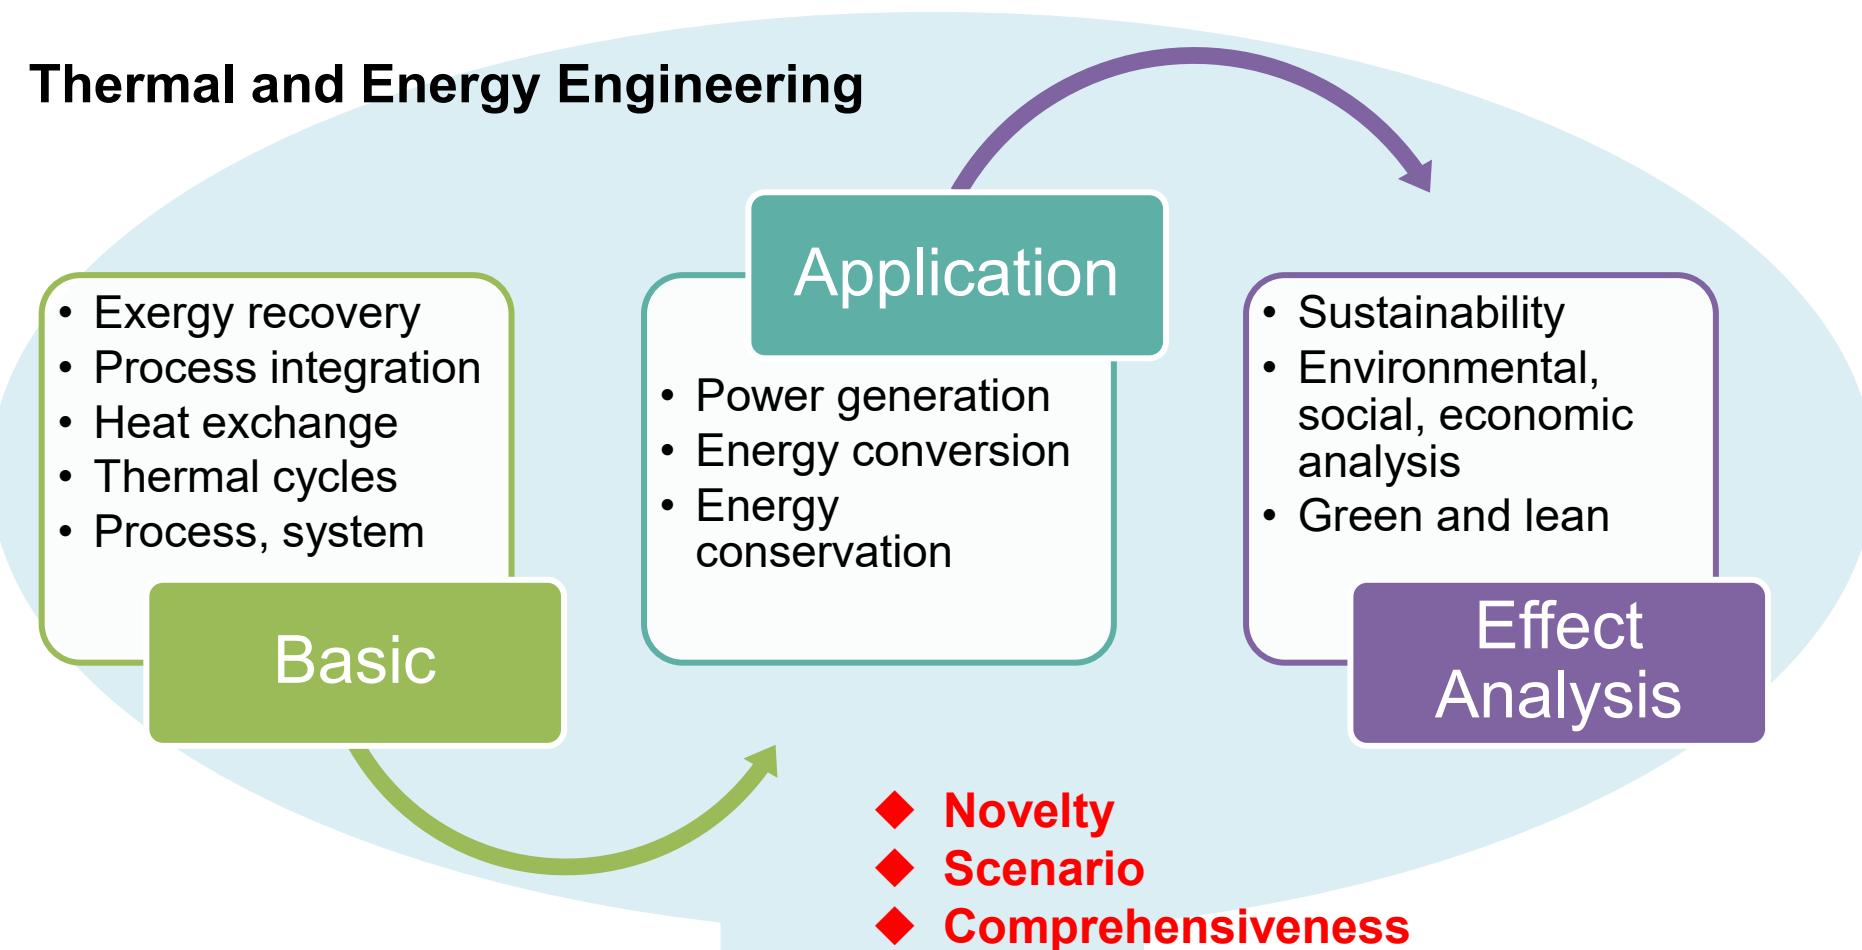 Thermal and Energy Engineering
• Exergy recovery
• Process integration
• Heat exchange
• Thermal cycles
• Process, system
Basic
Application
• Power generation
• Energy conversion
• Energy
conservation
• Sustainability
• Environmental,
social, economic
analysis
• Green and lean
Effect
Analysis
◆ Novelty
◆ Scenario
◆ Comprehensiveness